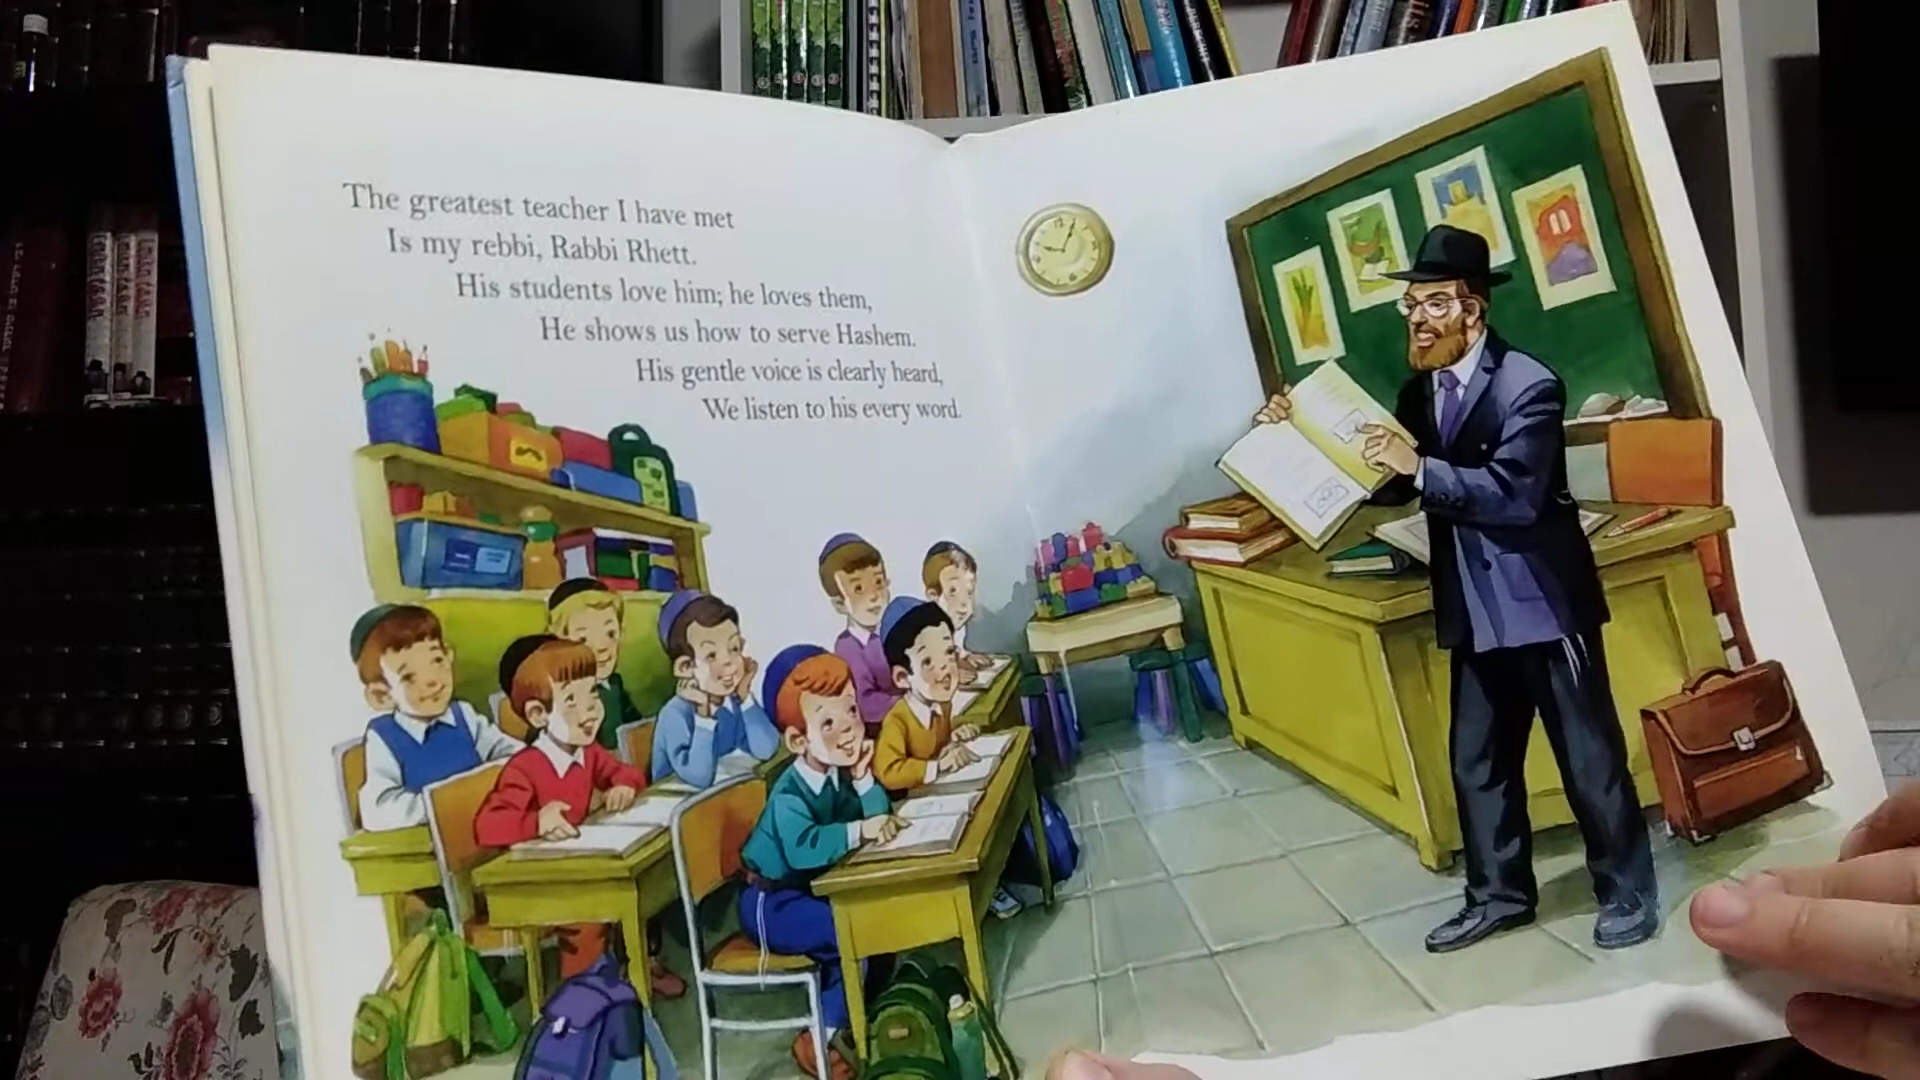 The greatest teacher I have met
Is my rebbi, Rabbi Rhett.
His students love him; he loves them,
He shows us how to serve Hashem.
His gentle voice is clearly heard,
We listen to his every word.